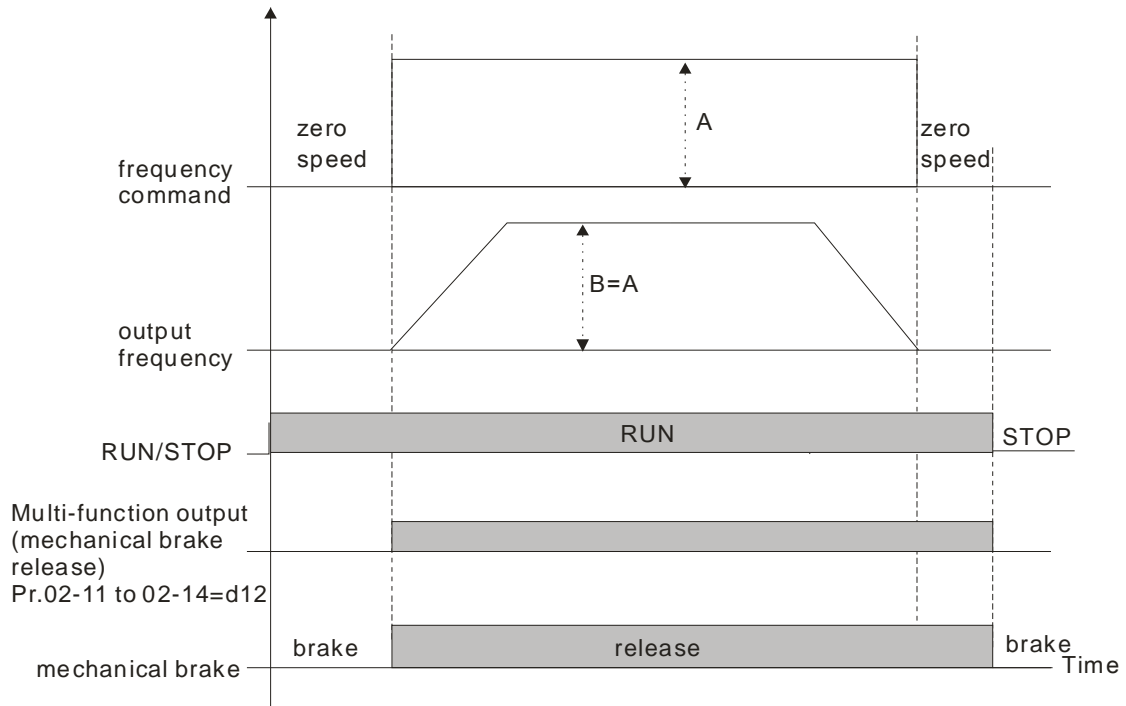 zero
speed
A
zero
speed
frequency
command
B=A
output
frequency
RUN
STOP
RUN/STOP
Multi-function output
(mechanical brake
release)
Pr.02-11 to 02-14=d12
brake
release
brake
mechanical brake
Time